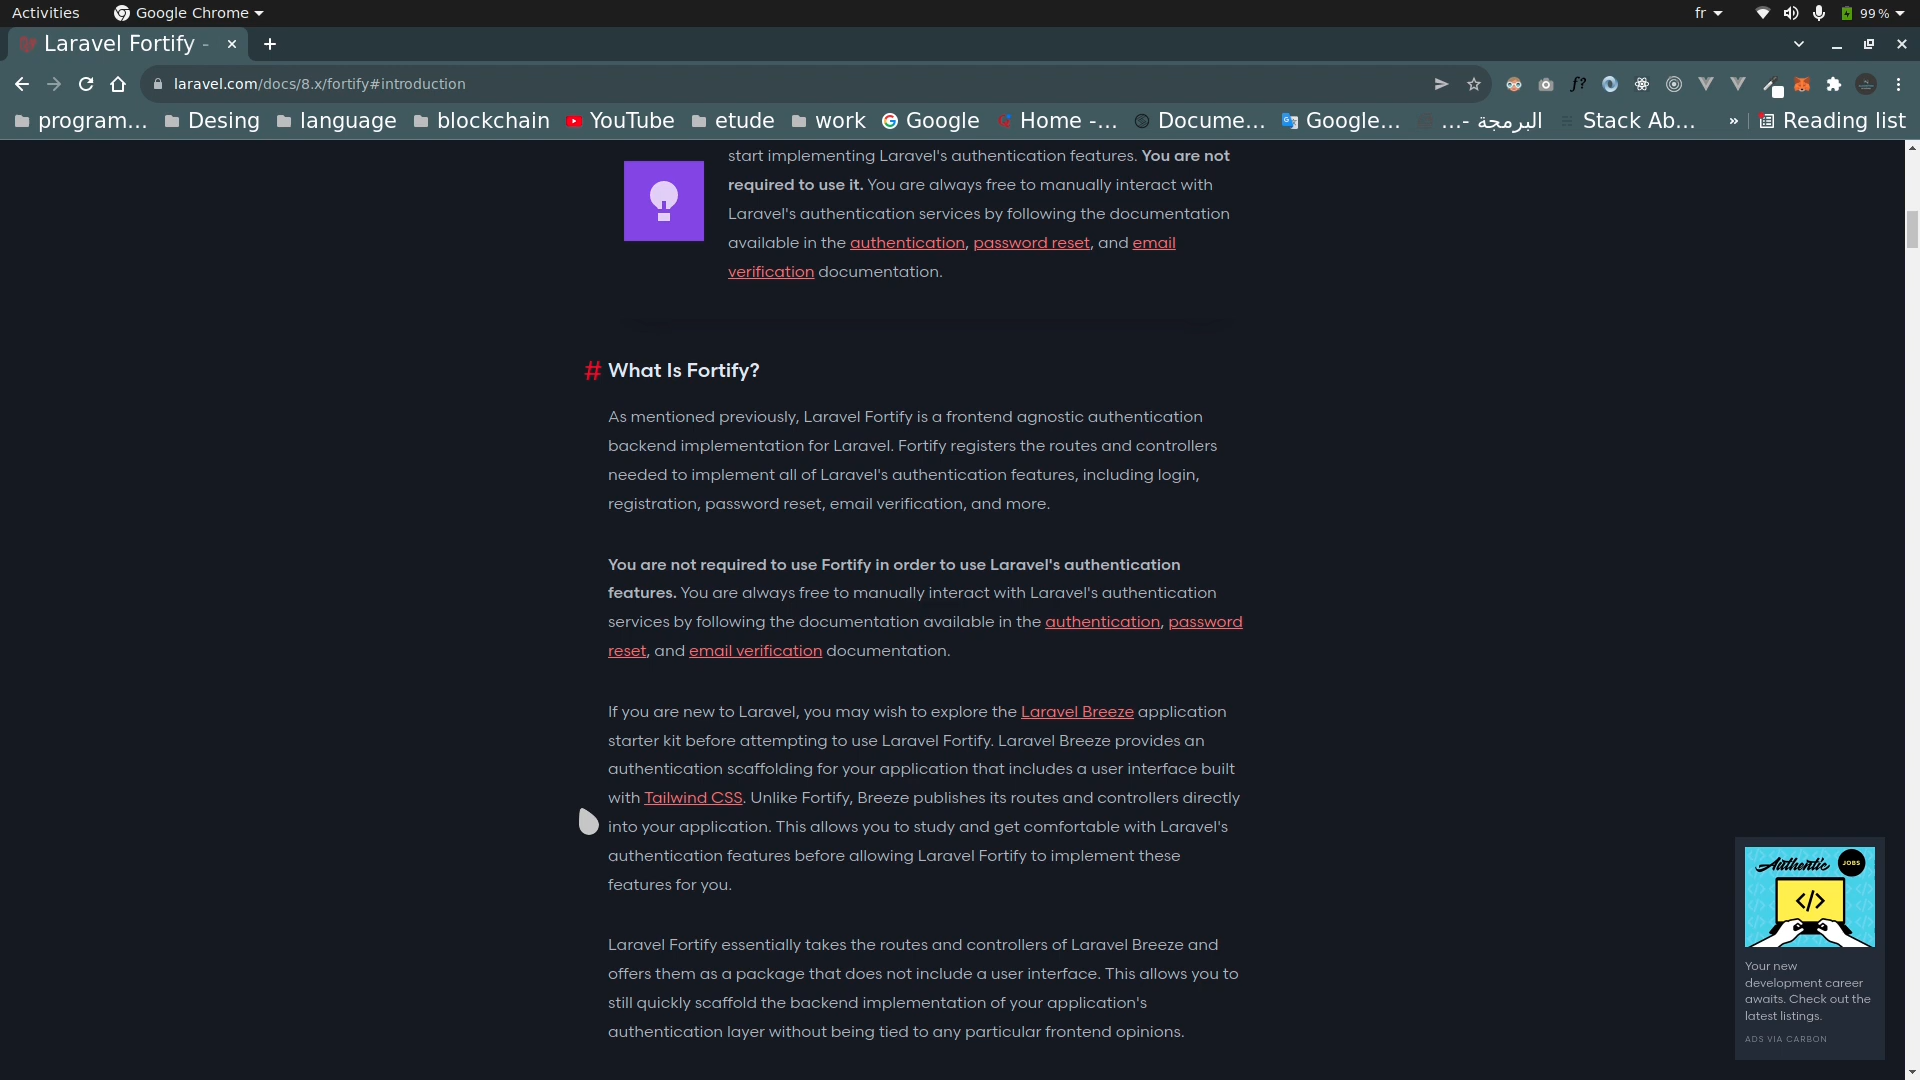 Activities Google Chrome fr 99 %
Laravel Fortify -
laravel.com/docs/8.x/fortify#introduction f?
program... Desing language blockchain YouTube etude work Google Home -... Docume... Google... البرمجة -... Stack Ab... » Reading list
start implementing Laravel's authentication features. You are not
required to use it. You are always free to manually interact with
Laravel's authentication services by following the documentation
available in the authentication, password reset, and email
verification documentation.
# What Is Fortify?
As mentioned previously, Laravel Fortify is a frontend agnostic authentication
backend implementation for Laravel. Fortify registers the routes and controllers
needed to implement all of Laravel's authentication features, including login,
registration, password reset, email verification, and more.
You are not required to use Fortify in order to use Laravel's authentication
features. You are always free to manually interact with Laravel's authentication
services by following the documentation available in the authentication, password
reset, and email verification documentation.
If you are new to Laravel, you may wish to explore the Laravel Breeze application
starter kit before attempting to use Laravel Fortify. Laravel Breeze provides an
authentication scaffolding for your application that includes a user interface built
with Tailwind CSS. Unlike Fortify, Breeze publishes its routes and controllers directly
into your application. This allows you to study and get comfortable with Laravel's
authentication features before allowing Laravel Fortify to implement these
features for you.
Laravel Fortify essentially takes the routes and controllers of Laravel Breeze and
offers them as a package that does not include a user interface. This allows you to
still quickly scaffold the backend implementation of your application's
authentication layer without being tied to any particular frontend opinions.
Authentic JOBS
</>
Your new
development career
awaits. Check out the
latest listings.
ADS VIA CARBON